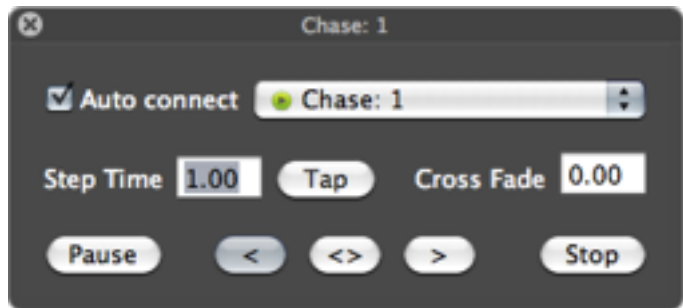 Chase: 1
Auto connect Chase: 1
Step Time 1.00 Tap Cross Fade 0.00
Pause < <> > Stop